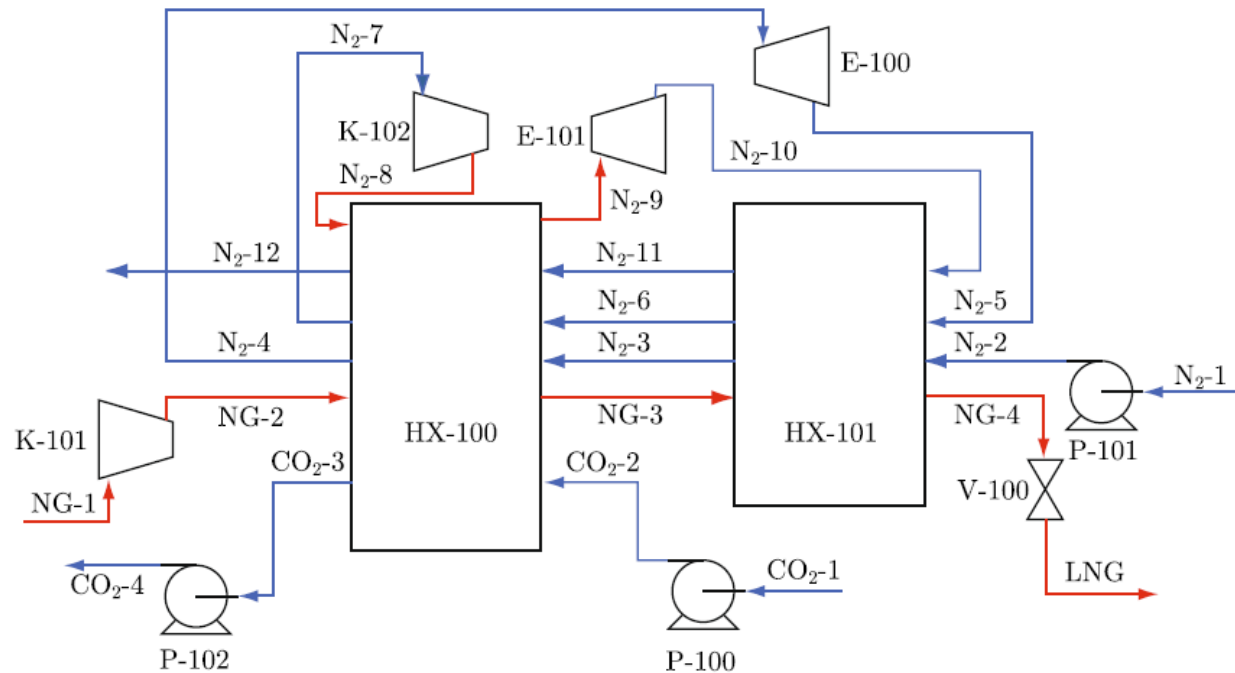 N₂-7
E-100
K-102
E-101
N₂-10
N₂-8
N₂-9
N₂-12
N₂-11
N₂-6
N₂-5
N₂-4
N₂-3
N₂-2
N₂-1
NG-2
NG-3
NG-4
K-101
HX-100
HX-101
P-101
CO₂-3
CO₂-2
NG-1
V-100
CO₂-4
CO₂-1
LNG
P-102
P-100